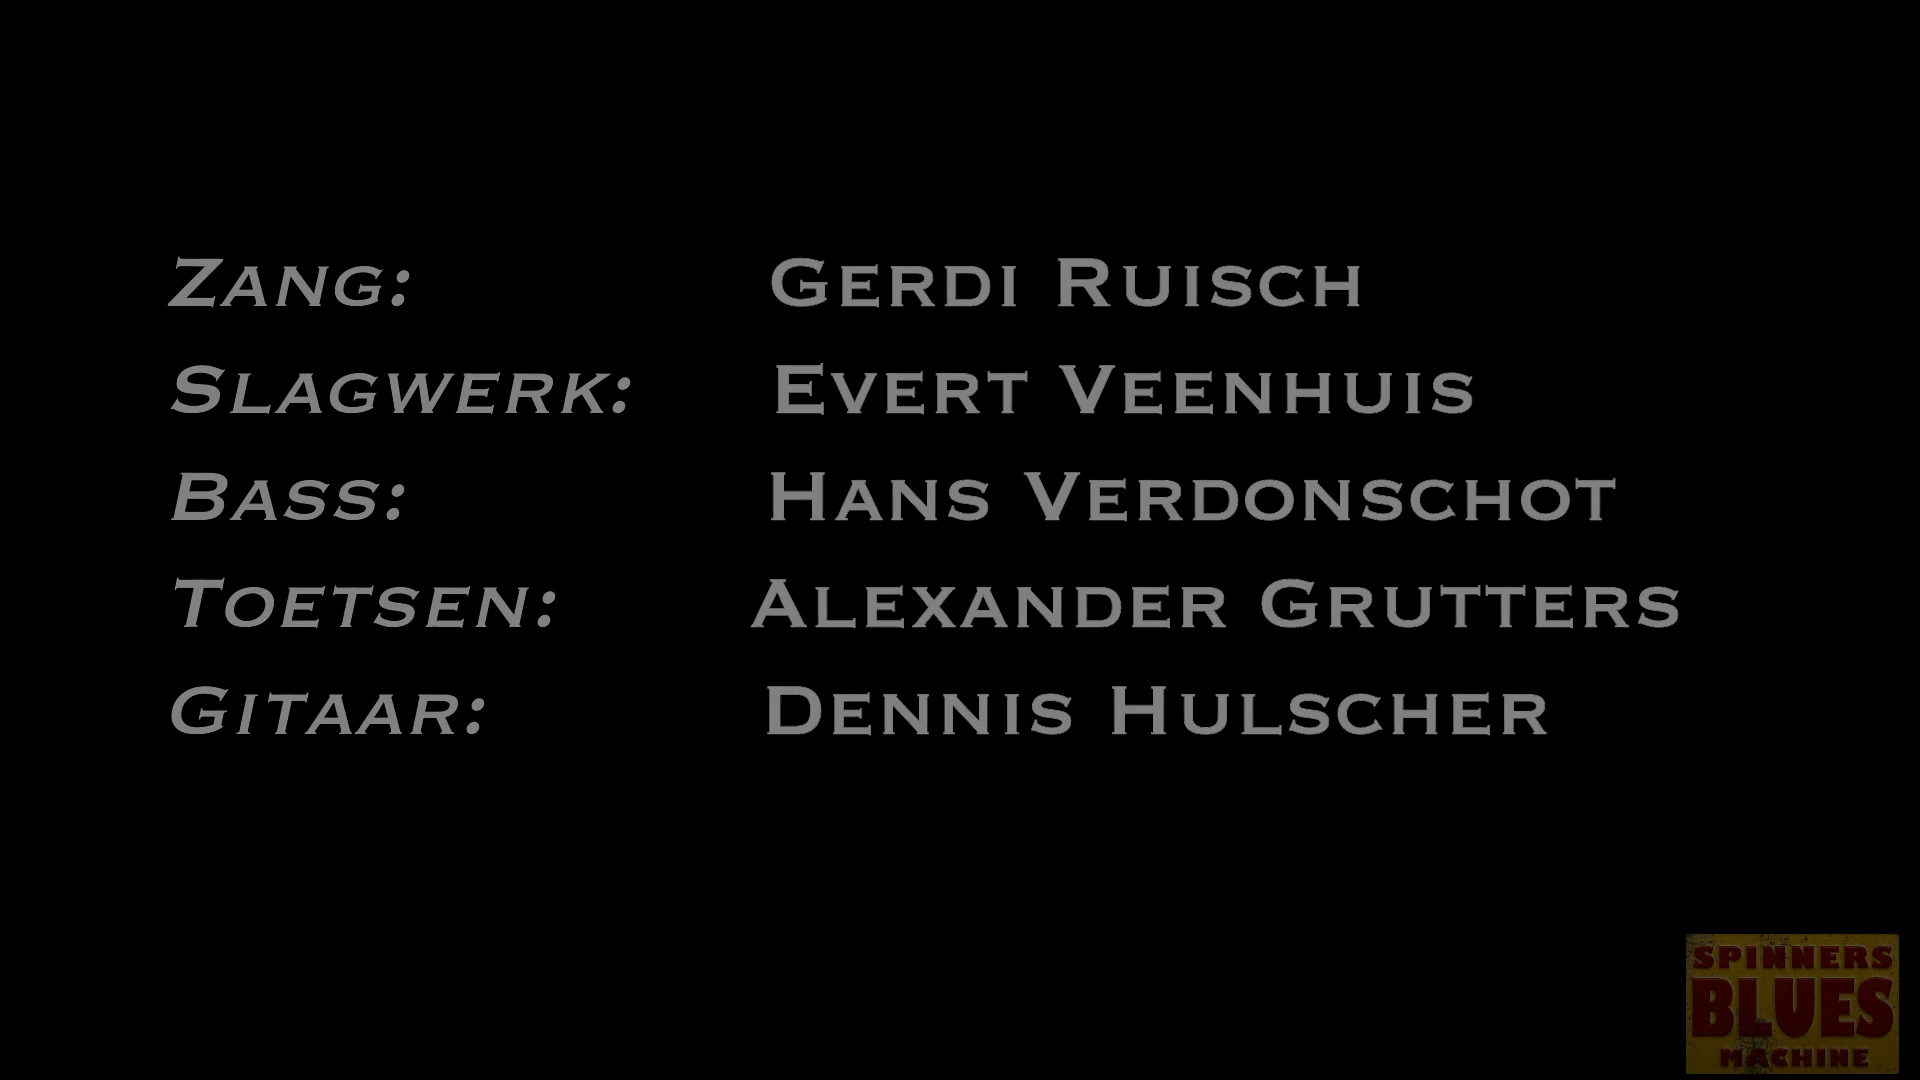 Zang: Gerdi Ruisch
Slagwerk: Evert Veenhuis
Bass: Hans Verdonschot
Toetsen: Alexander Grutters
Gitaar: Dennis Hulscher
SPINNERS
BLUES
MACHINE